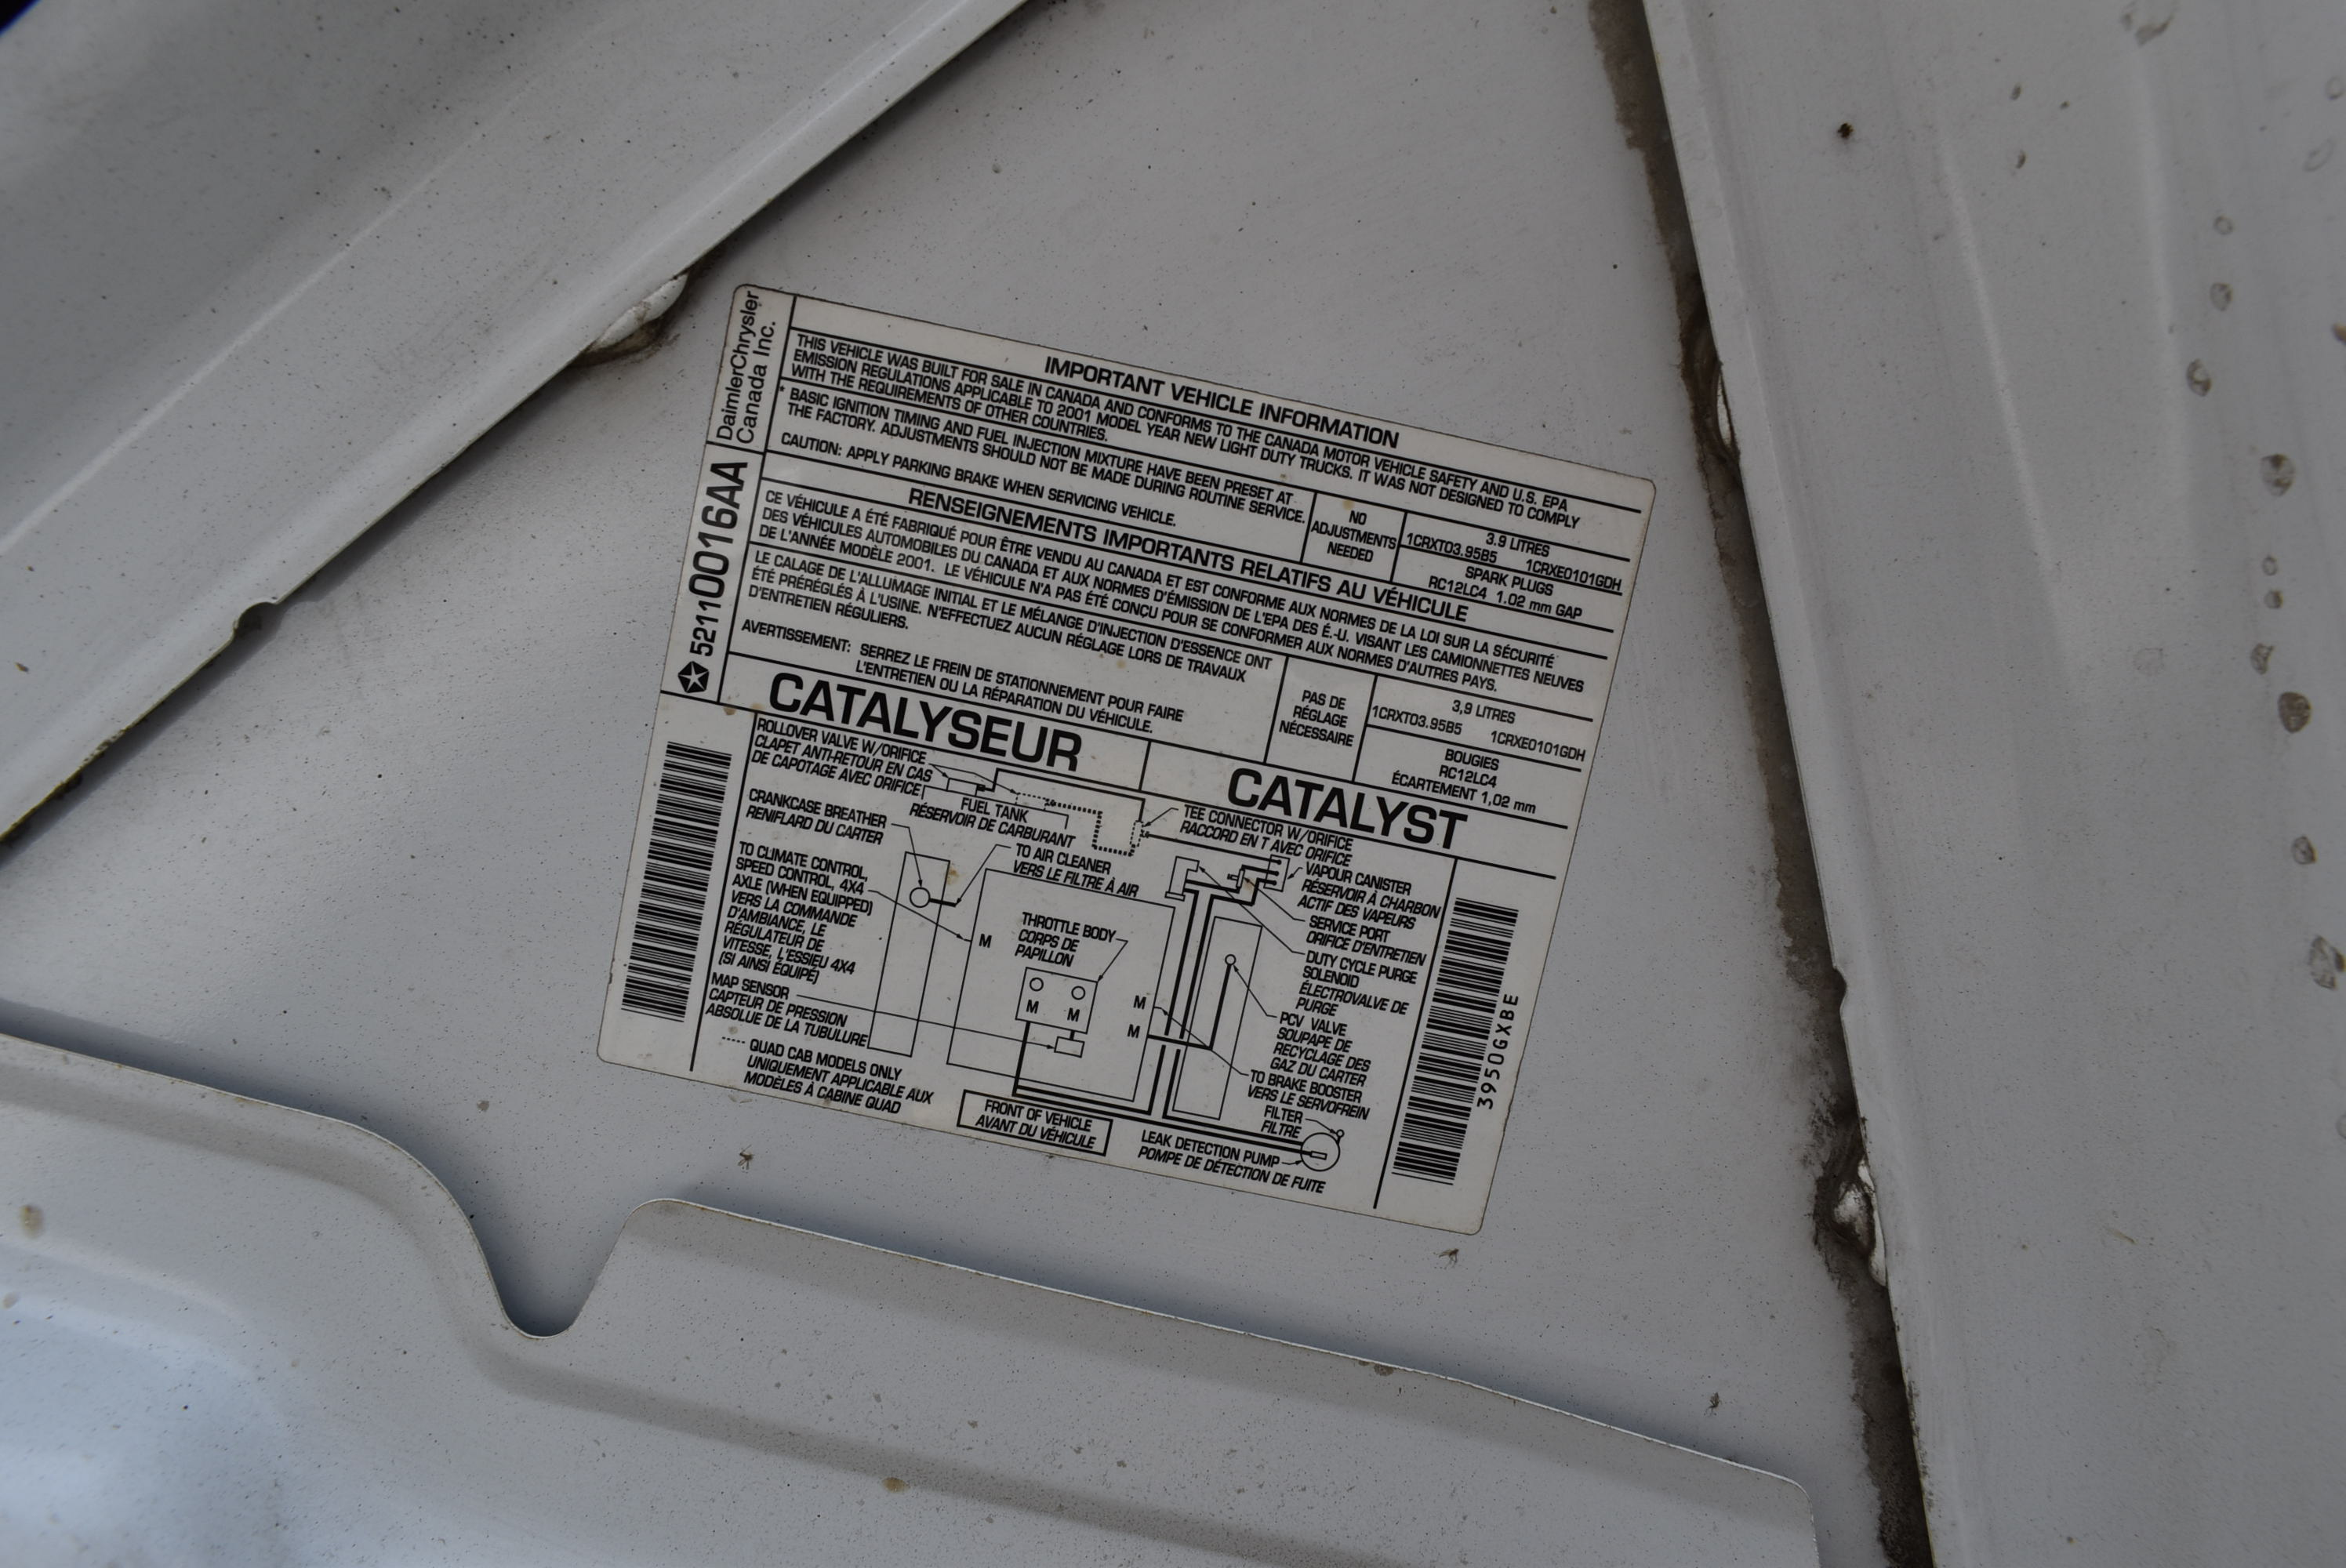 DaimlerChrysler
Canada Inc.
52110016AA
IMPORTANT VEHICLE INFORMATION
THIS VEHICLE WAS BUILT FOR SALE IN CANADA AND CONFORMS TO THE CANADA MOTOR VEHICLE SAFETY AND U.S. EPA
EMISSION REGULATIONS APPLICABLE TO 2001 MODEL YEAR NEW LIGHT DUTY TRUCKS. IT WAS NOT DESIGNED TO COMPLY
WITH THE REQUIREMENTS OF OTHER COUNTRIES.
* BASIC IGNITION TIMING AND FUEL INJECTION MIXTURE HAVE BEEN PRESET AT
THE FACTORY. ADJUSTMENTS SHOULD NOT BE MADE DURING ROUTINE SERVICE.
CAUTION: APPLY PARKING BRAKE WHEN SERVICING VEHICLE.
NO
ADJUSTMENTS
NEEDED
3.9 LITRES
1CRXT03.95B5 1CRXE0101GDH
SPARK PLUGS
RC12LC4 1.02 mm GAP
RENSEIGNEMENTS IMPORTANTS RELATIFS AU VÉHICULE
CE VÉHICULE A ÉTÉ FABRIQUÉ POUR ÊTRE VENDU AU CANADA ET EST CONFORME AUX NORMES DE LA LOI SUR LA SÉCURITÉ
DES VÉHICULES AUTOMOBILES DU CANADA ET AUX NORMES D'ÉMISSION DE L'EPA DES É.-U. VISANT LES CAMIONNETTES NEUVES
DE L'ANNÉE MODÈLE 2001. LE VÉHICULE N'A PAS ÉTÉ CONÇU POUR SE CONFORMER AUX NORMES D'AUTRES PAYS.
LE CALAGE DE L'ALLUMAGE INITIAL ET LE MÉLANGE D'INJECTION D'ESSENCE ONT
ÉTÉ PRÉRÉGLÉS À L'USINE. N'EFFECTUEZ AUCUN RÉGLAGE LORS DE TRAVAUX
D'ENTRETIEN RÉGULIERS.
AVERTISSEMENT: SERREZ LE FREIN DE STATIONNEMENT POUR FAIRE
L'ENTRETIEN OU LA RÉPARATION DU VÉHICULE.
PAS DE
RÉGLAGE
NÉCESSAIRE
3,9 LITRES
1CRXT03.95B5 1CRXE0101GDH
BOUGIES
RC12LC4
ÉCARTEMENT 1,02 mm
CATALYSEUR
CATALYST
ROLLOVER VALVE W/ORIFICE
CLAPET ANTI-RETOUR EN CAS
DE CAPOTAGE AVEC ORIFICE
FUEL TANK
RÉSERVOIR DE CARBURANT
CRANKCASE BREATHER
RENIFLARD DU CARTER
TO AIR CLEANER
VERS LE FILTRE À AIR
TO CLIMATE CONTROL,
SPEED CONTROL, 4X4
AXLE (WHEN EQUIPPED)
VERS LA COMMANDE
D'AMBIANCE, LE
RÉGULATEUR DE
VITESSE, L'ESSIEU 4X4
(SI AINSI ÉQUIPÉ)
MAP SENSOR
CAPTEUR DE PRESSION
ABSOLUE DE LA TUBULURE
M
THROTTLE BODY
CORPS DE
PAPILLON
M M
M
M
TEE CONNECTOR W/ORIFICE
RACCORD EN T AVEC ORIFICE
VAPOUR CANISTER
RÉSERVOIR À CHARBON
ACTIF DES VAPEURS
SERVICE PORT
ORIFICE D'ENTRETIEN
DUTY CYCLE PURGE
SOLENOID
ÉLECTROVALVE DE
PURGE
PCV VALVE
SOUPAPE DE
RECYCLAGE DES
GAZ DU CARTER
TO BRAKE BOOSTER
VERS LE SERVOFREIN
FILTER
FILTRE
QUAD CAB MODELS ONLY
UNIQUEMENT APPLICABLE AUX
MODÈLES À CABINE QUAD
FRONT OF VEHICLE
AVANT DU VÉHICULE
LEAK DETECTION PUMP
POMPE DE DÉTECTION DE FUITE
3950GXBE